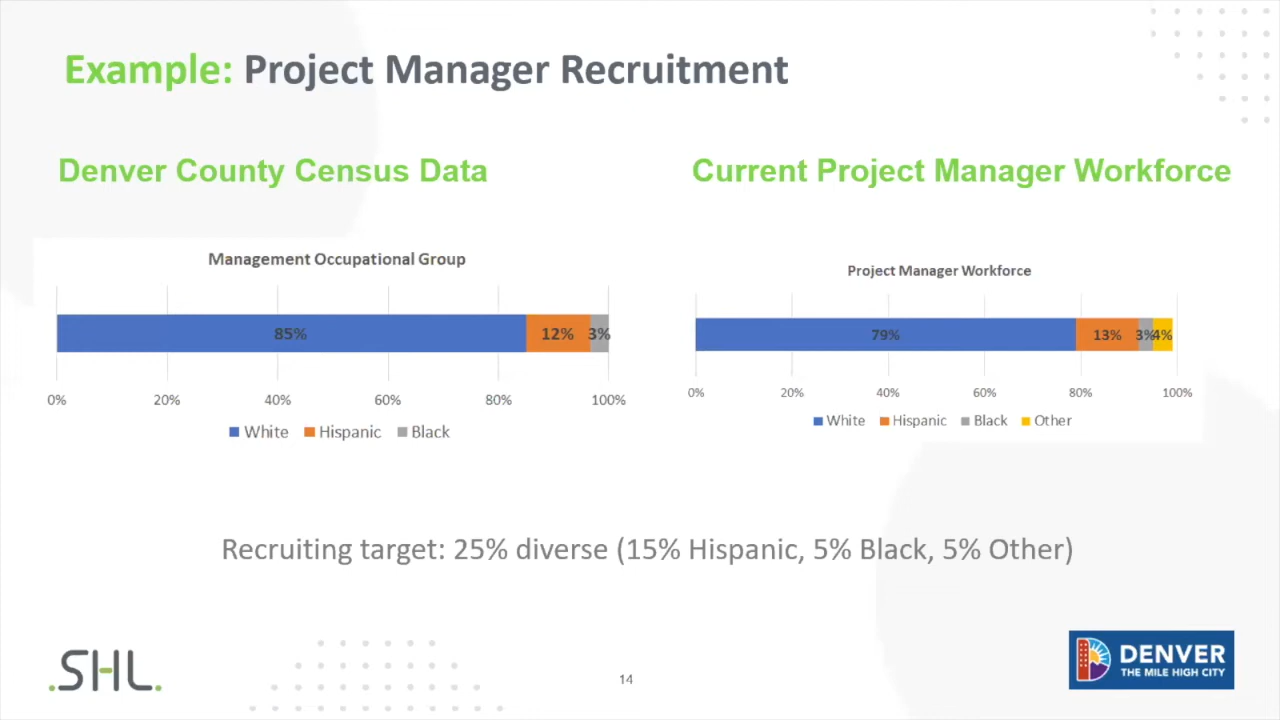 Example: Project Manager Recruitment
Denver County Census Data
Management Occupational Group
85% 12% 3%
0% 20% 40% 60% 80% 100%
White Hispanic Black
Current Project Manager Workforce
Project Manager Workforce
79% 13% 3% 4%
0% 20% 40% 60% 80% 100%
White Hispanic Black Other
Recruiting target: 25% diverse (15% Hispanic, 5% Black, 5% Other)
.SHL.
14
DENVER
THE MILE HIGH CITY